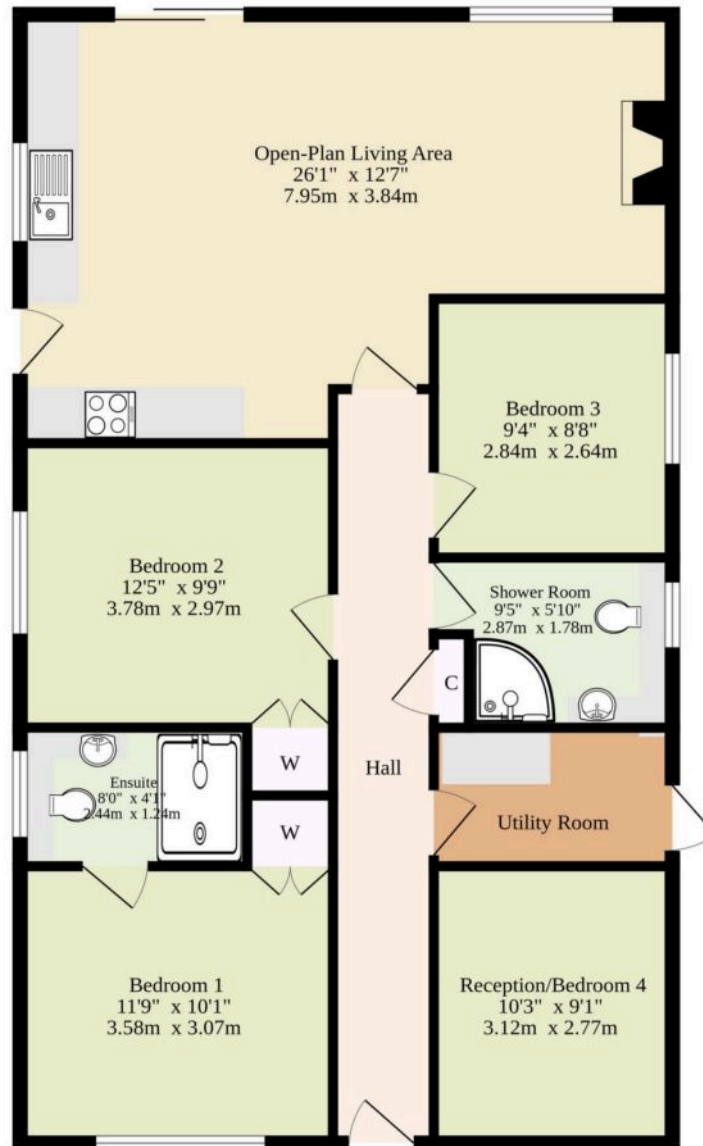 Open-Plan Living Area
26'1" x 12'7"
7.95m x 3.84m
Bedroom 3
9'4" x 8'8"
2.84m x 2.64m
Bedroom 2
12'5" x 9'9"
3.78m x 2.97m
Shower Room
9'5" x 5'10"
2.87m x 1.78m
C
W
Hall
Ensuite
8'0" x 4'1"
2.44m x 1.24m
W
Utility Room
Bedroom 1
11'9" x 10'1"
3.58m x 3.07m
Reception/Bedroom 4
10'3" x 9'1"
3.12m x 2.77m